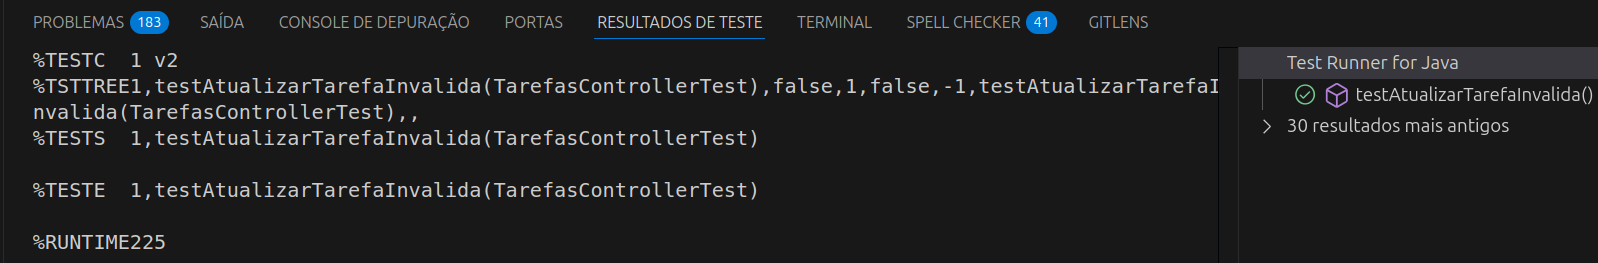 PROBLEMAS 183 SAÍDA CONSOLE DE DEPURAÇÃO PORTAS RESULTADOS DE TESTE TERMINAL SPELL CHECKER 41 GITLENS
%TESTC  1 v2
%TSTTREE1,testAtualizarTarefaInvalida(TarefasControllerTest),false,1,false,-1,testAtualizarTarefaI
nvalida(TarefasControllerTest),,
%TESTS  1,testAtualizarTarefaInvalida(TarefasControllerTest)
%TESTE  1,testAtualizarTarefaInvalida(TarefasControllerTest)
%RUNTIME225
Test Runner for Java
testAtualizarTarefaInvalida()
30 resultados mais antigos